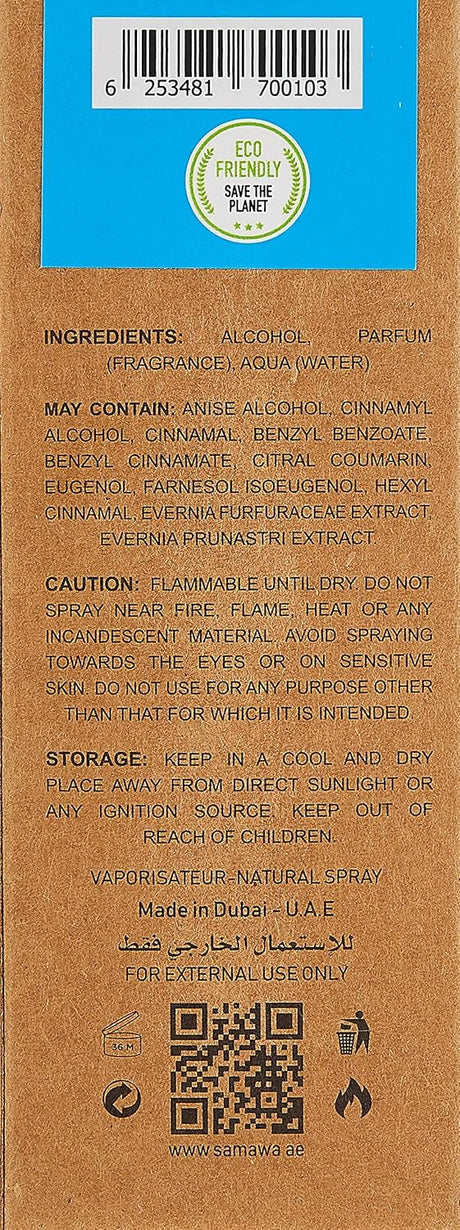 6 253481 700103
ECO
FRIENDLY
SAVE THE
PLANET
INGREDIENTS: ALCOHOL, PARFUM
(FRAGRANCE), AQUA (WATER)
MAY CONTAIN: ANISE ALCOHOL, CINNAMYL
ALCOHOL, CINNAMAL, BENZYL BENZOATE,
BENZYL CINNAMATE, CITRAL COUMARIN,
EUGENOL, FARNESOL ISOEUGENOL, HEXYL
CINNAMAL, EVERNIA FURFURACEAE EXTRACT,
EVERNIA PRUNASTRI EXTRACT.
CAUTION: FLAMMABLE UNTIL DRY. DO NOT
SPRAY NEAR FIRE, FLAME, HEAT OR ANY
INCANDESCENT MATERIAL. AVOID SPRAYING
TOWARDS THE EYES OR ON SENSITIVE
SKIN. DO NOT USE FOR ANY PURPOSE OTHER
THAN THAT FOR WHICH IT IS INTENDED.
STORAGE: KEEP IN A COOL AND DRY
PLACE AWAY FROM DIRECT SUNLIGHT OR
ANY IGNITION SOURCE. KEEP OUT OF
REACH OF CHILDREN.
VAPORISATEUR-NATURAL SPRAY
Made in Dubai - U.A.E
للاستعمال الخارجي فقط
FOR EXTERNAL USE ONLY
36 M
www.samawa.ae